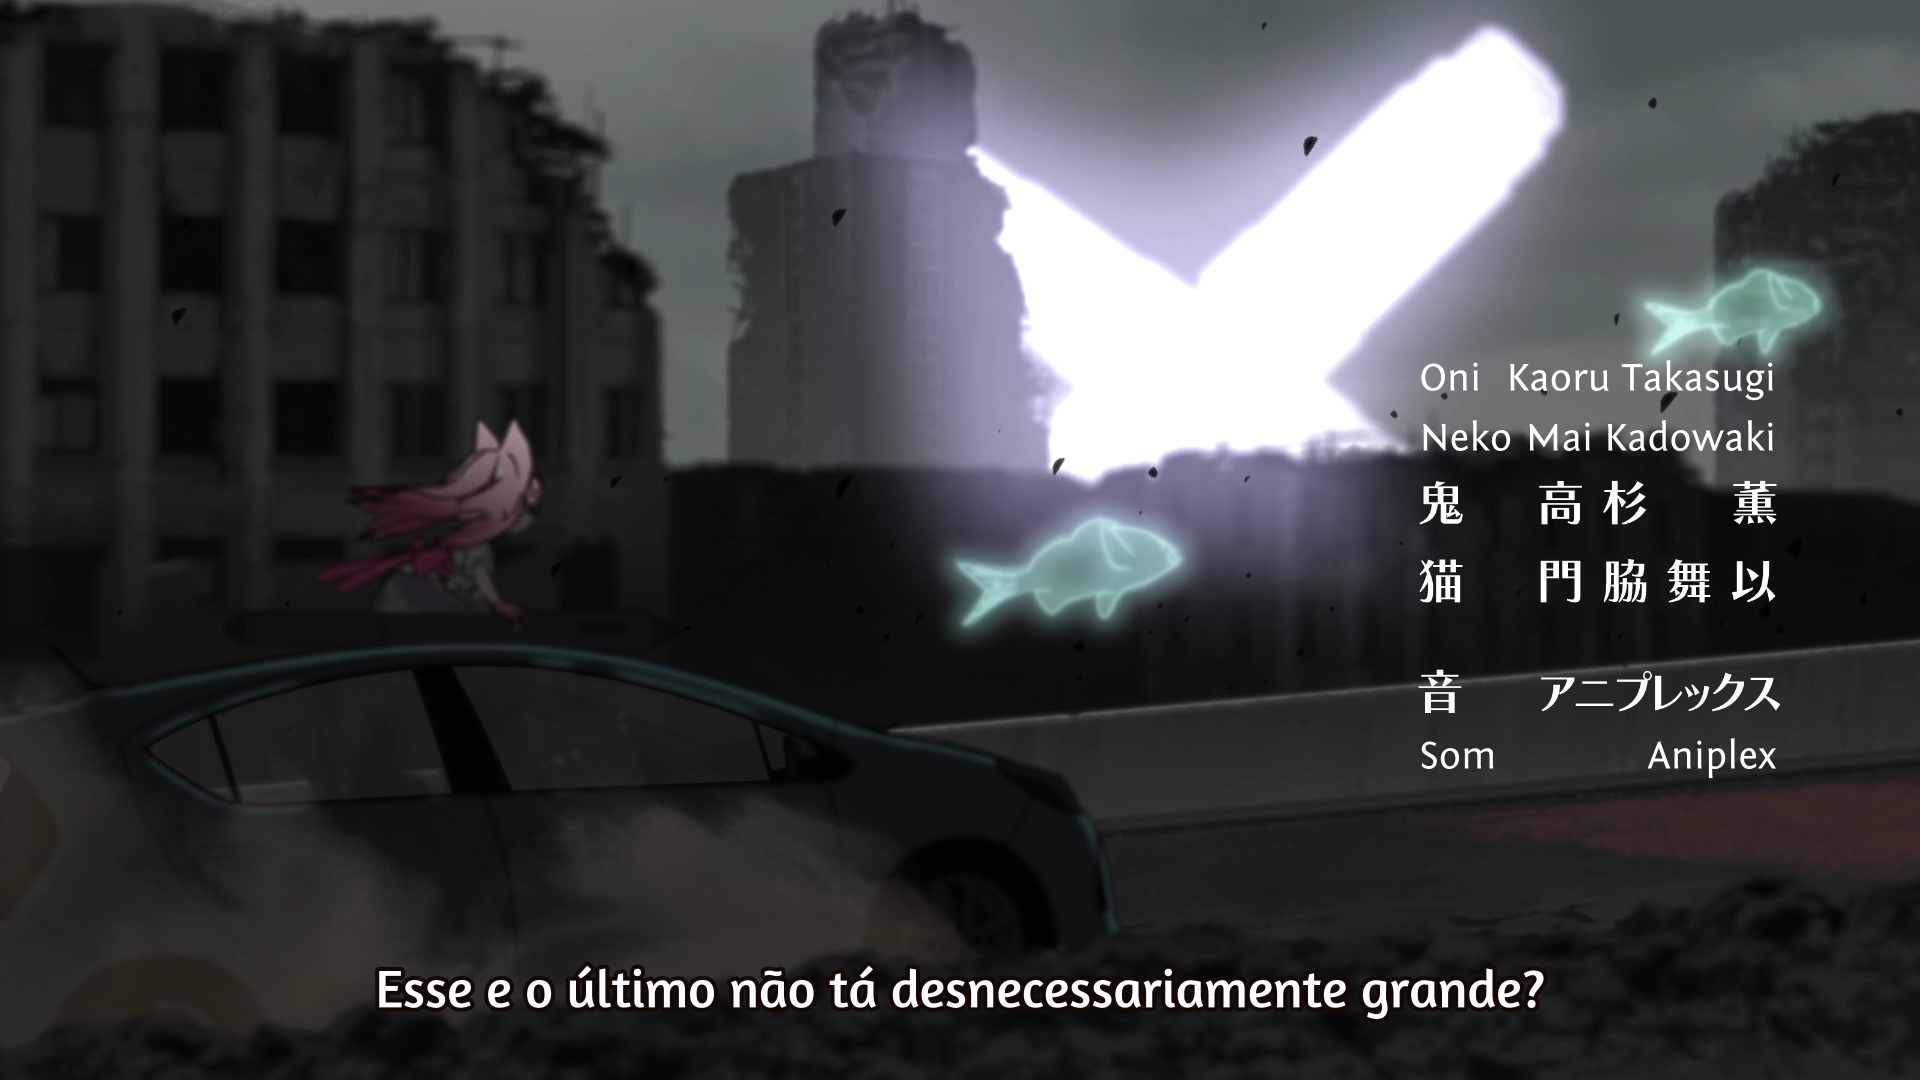 Oni Kaoru Takasugi
Neko Mai Kadowaki
鬼 高杉 薫
猫 門脇舞以
音 アニプレックス
Som Aniplex
Esse e o último não tá desnecessariamente grande?